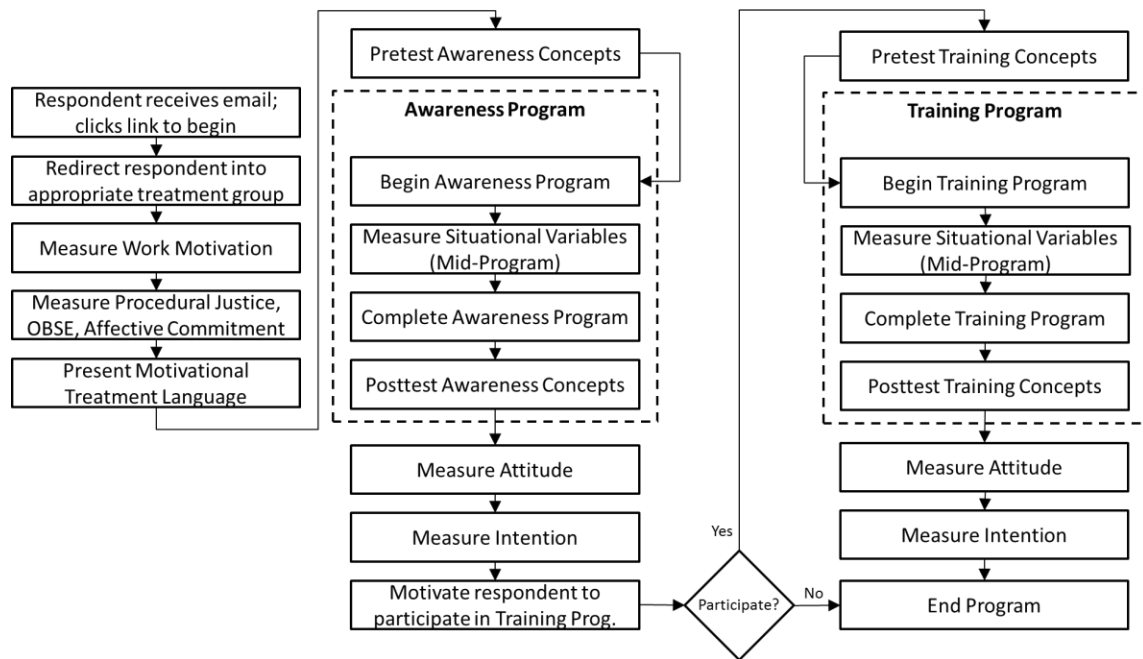 Respondent receives email;
clicks link to begin
Redirect respondent into
appropriate treatment group
Measure Work Motivation
Measure Procedural Justice,
OBSE, Affective Commitment
Present Motivational
Treatment Language
Pretest Awareness Concepts
Awareness Program
Begin Awareness Program
Measure Situational Variables
(Mid-Program)
Complete Awareness Program
Posttest Awareness Concepts
Measure Attitude
Measure Intention
Motivate respondent to
participate in Training Prog.
Participate?
Yes
No
Pretest Training Concepts
Training Program
Begin Training Program
Measure Situational Variables
(Mid-Program)
Complete Training Program
Posttest Training Concepts
Measure Attitude
Measure Intention
End Program